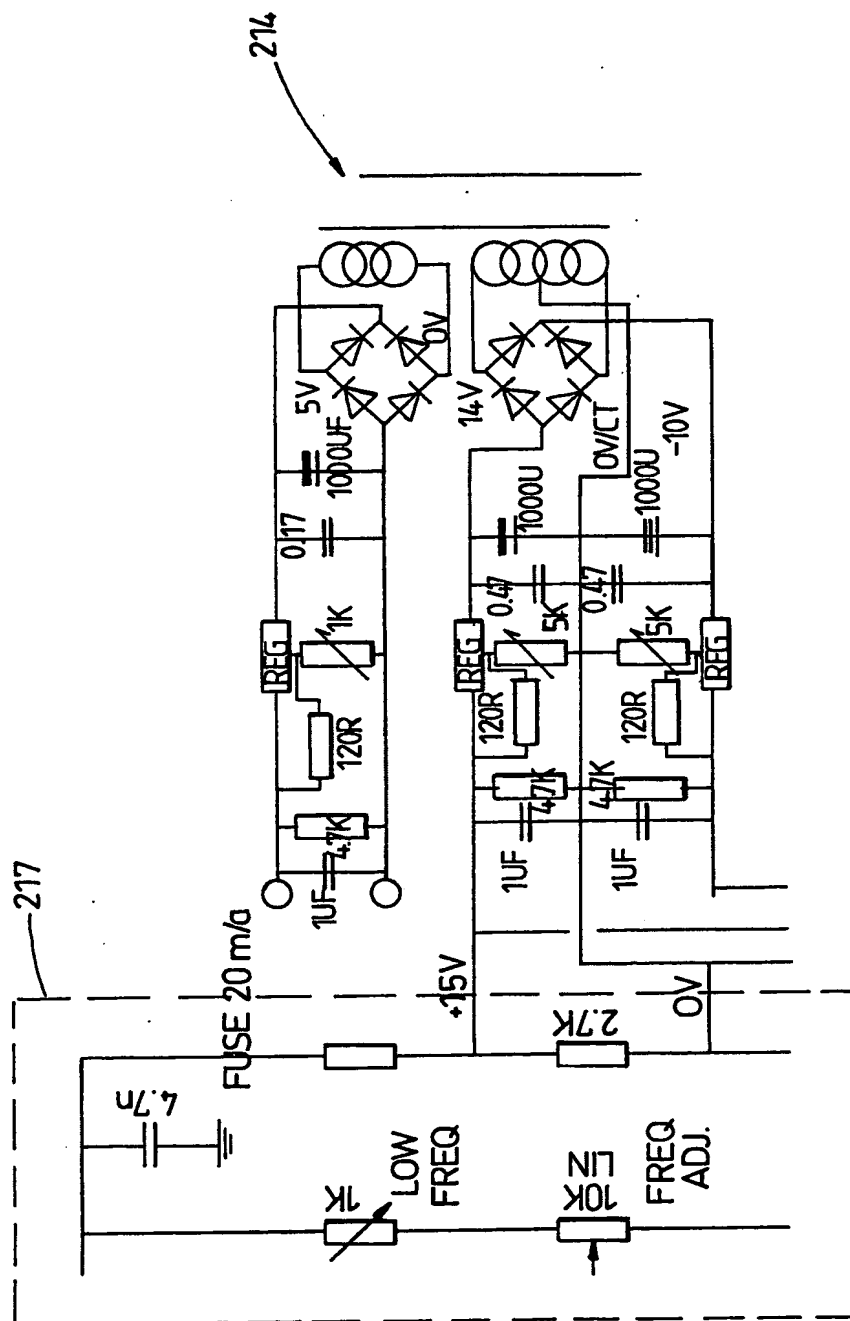 214
5V
0V
1000UF
0.17
REG
1K
120R
4.7K
1UF
14V
0V/CT
-10V
1000U
1000U
0.47
0.47
REG
5K
5K
REG
120R
120R
4.7K
4.7K
1UF
1UF
217
FUSE 20 m/a
+15V
0V
2.7K
4.7n
1K
LOW
FREQ
10K
LIN
FREQ
ADJ.